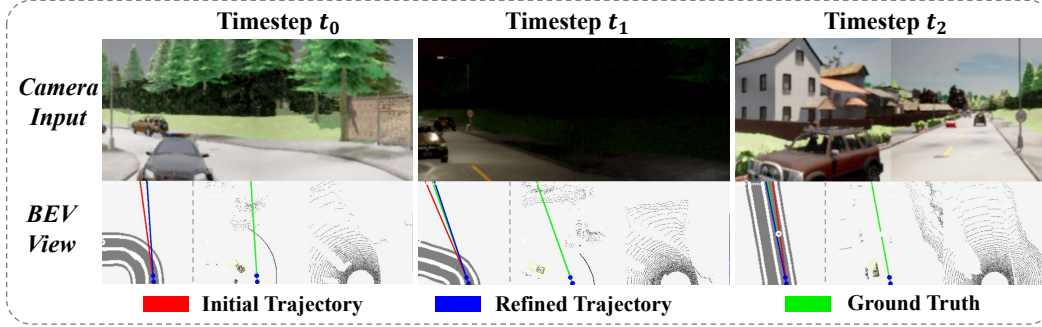 Timestep t₀ Timestep t₁ Timestep t₂
Camera
Input
BEV
View
Initial Trajectory Refined Trajectory Ground Truth